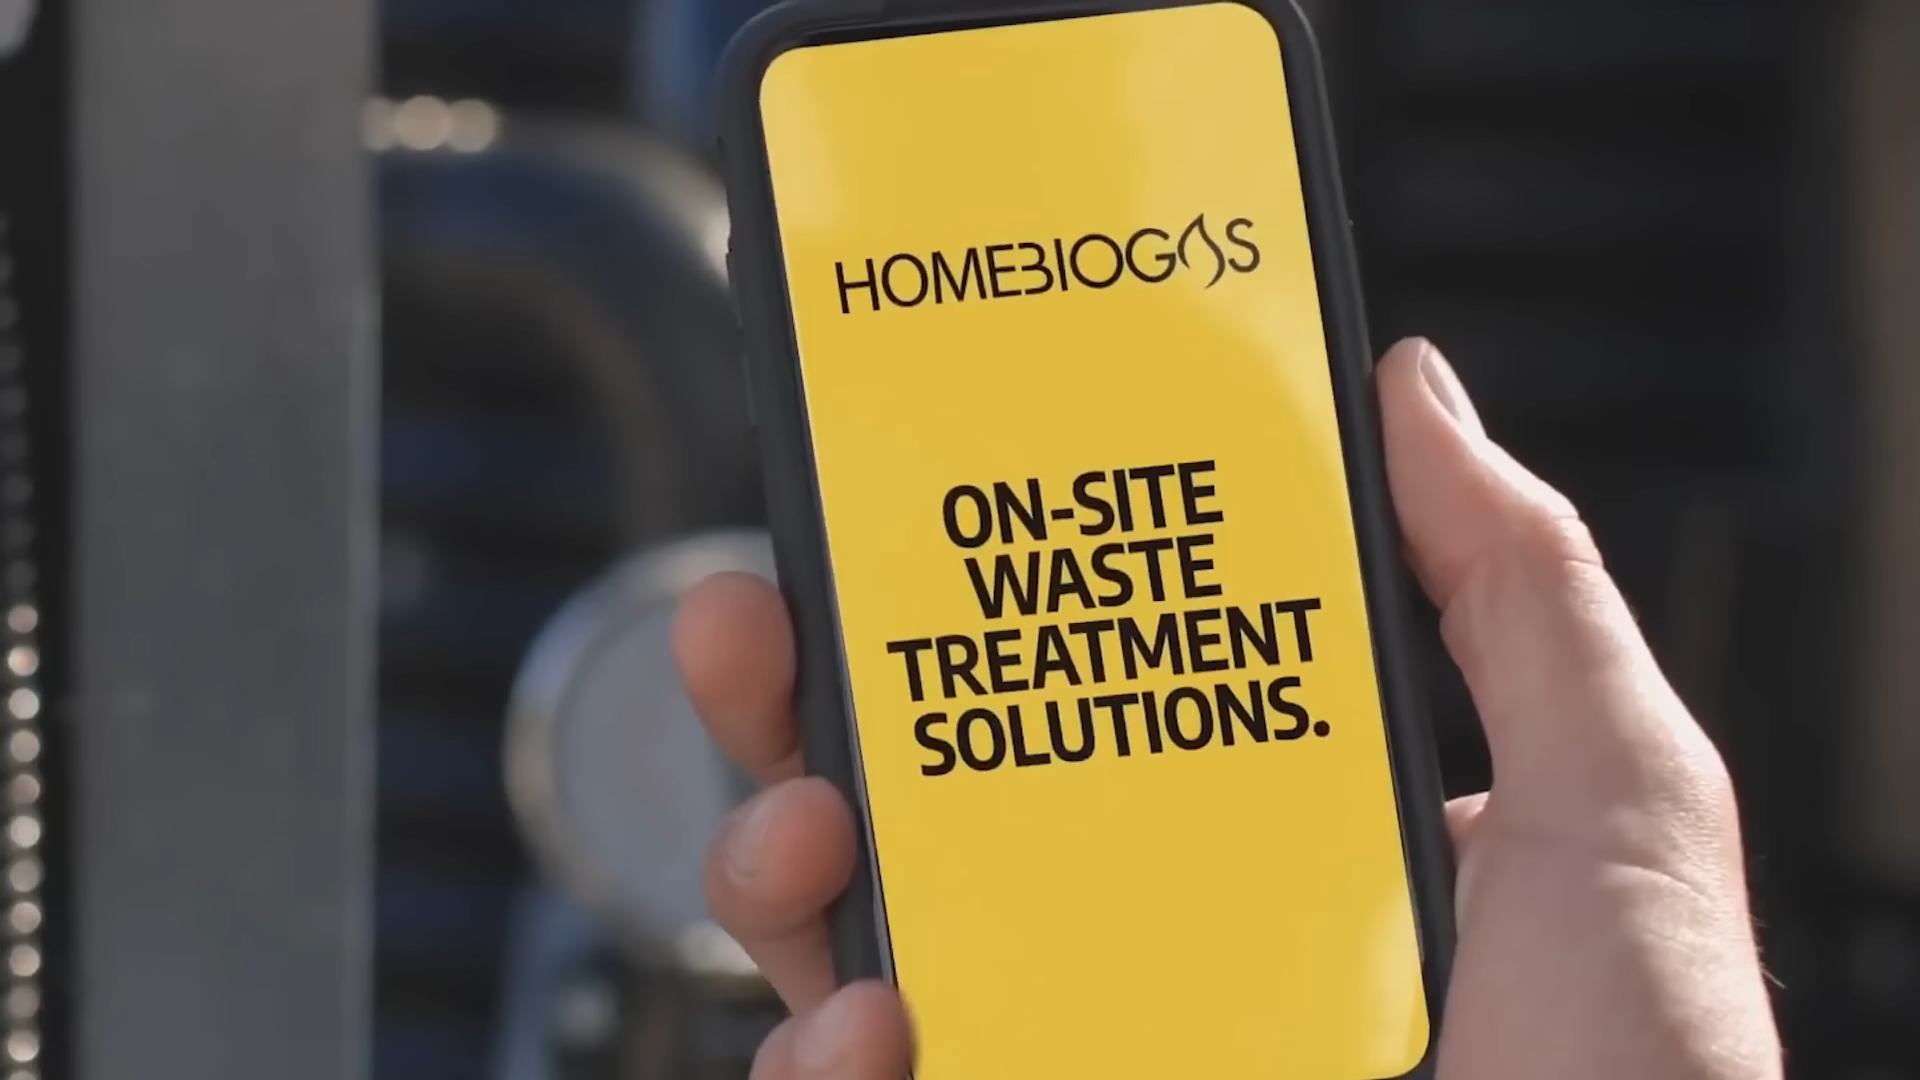 HOMEBIOGAS
ON-SITE
WASTE
TREATMENT
SOLUTIONS.